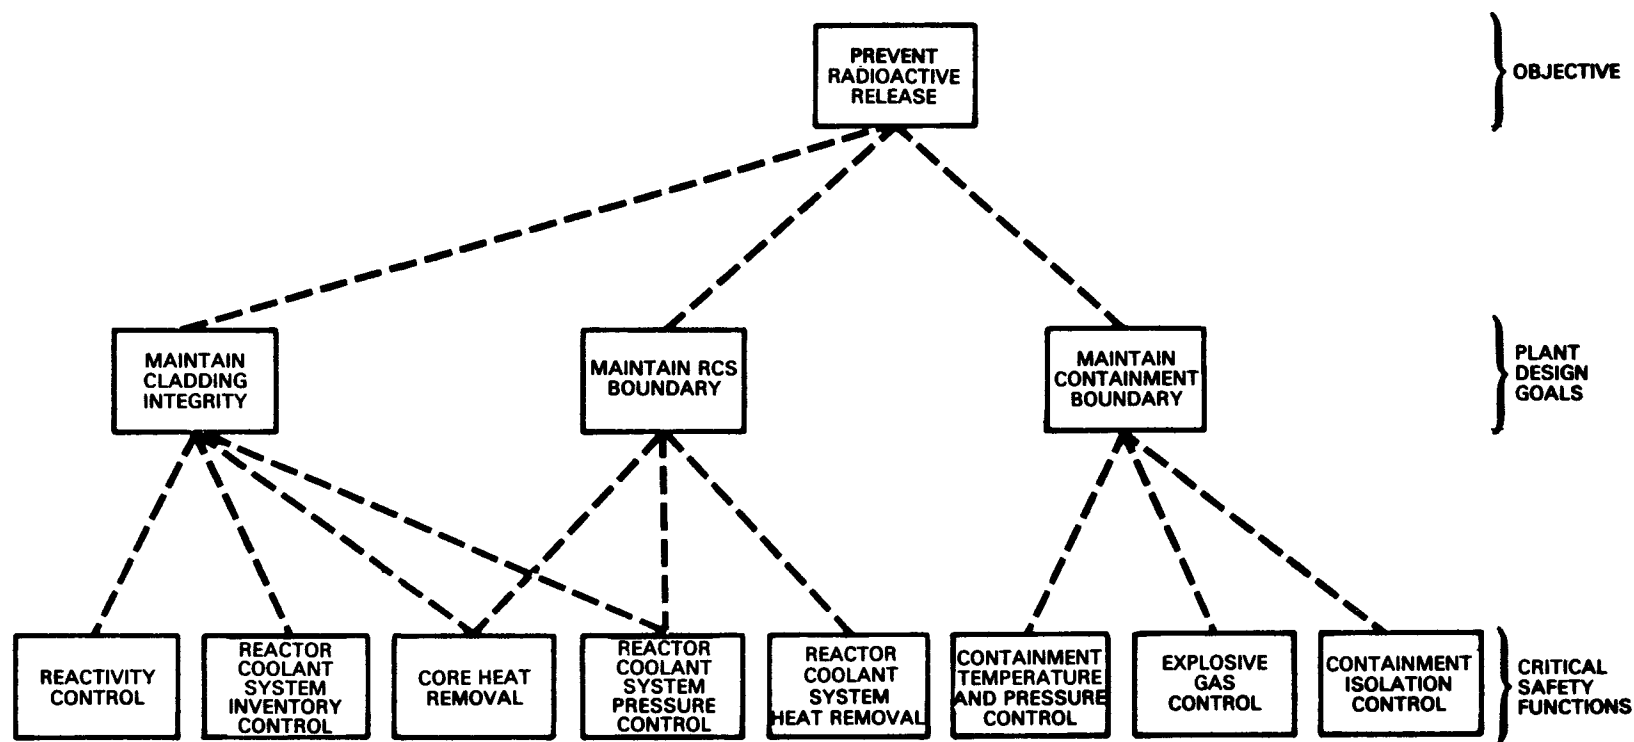 PREVENT
RADIOACTIVE
RELEASE
OBJECTIVE
MAINTAIN
CLADDING
INTEGRITY
MAINTAIN RCS
BOUNDARY
MAINTAIN
CONTAINMENT
BOUNDARY
PLANT
DESIGN
GOALS
REACTIVITY
CONTROL
REACTOR
COOLANT
SYSTEM
INVENTORY
CONTROL
CORE HEAT
REMOVAL
REACTOR
COOLANT
SYSTEM
PRESSURE
CONTROL
REACTOR
COOLANT
SYSTEM
HEAT REMOVAL
CONTAINMENT
TEMPERATURE
AND PRESSURE
CONTROL
EXPLOSIVE
GAS
CONTROL
CONTAINMENT
ISOLATION
CONTROL
CRITICAL
SAFETY
FUNCTIONS